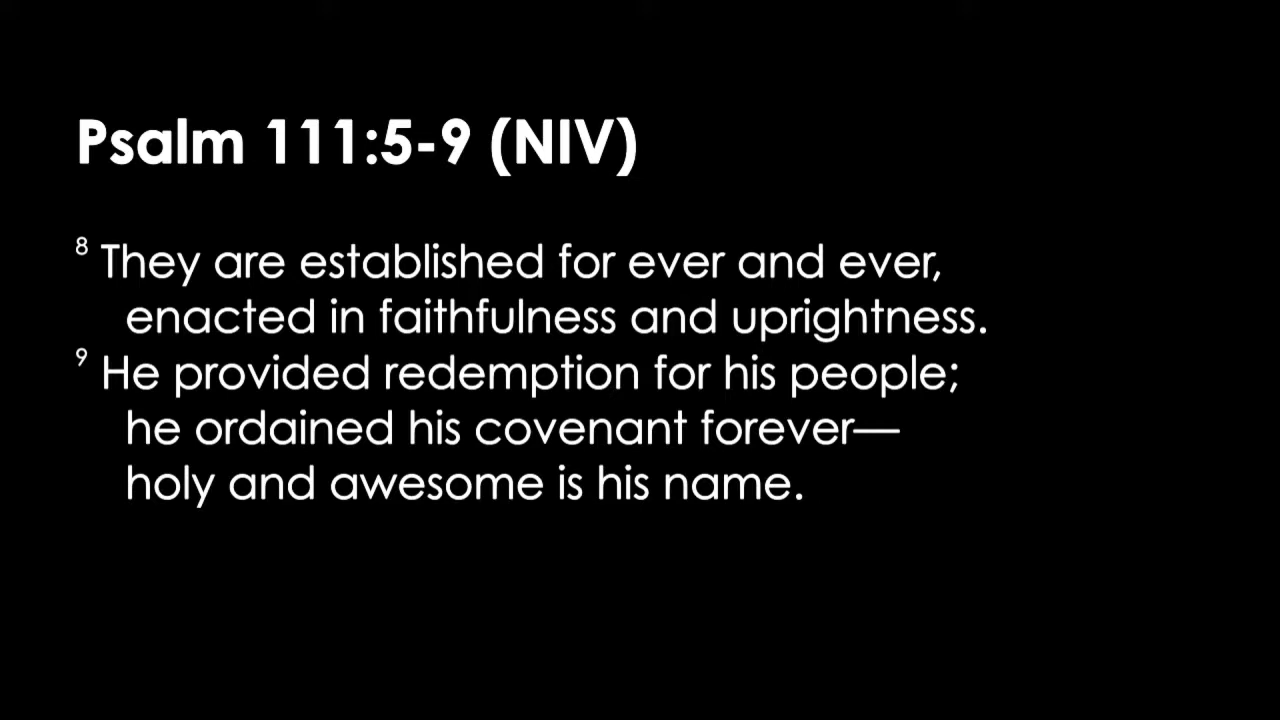 Psalm 111:5-9 (NIV)
8 They are established for ever and ever,
enacted in faithfulness and uprightness.
9 He provided redemption for his people;
he ordained his covenant forever—
holy and awesome is his name.